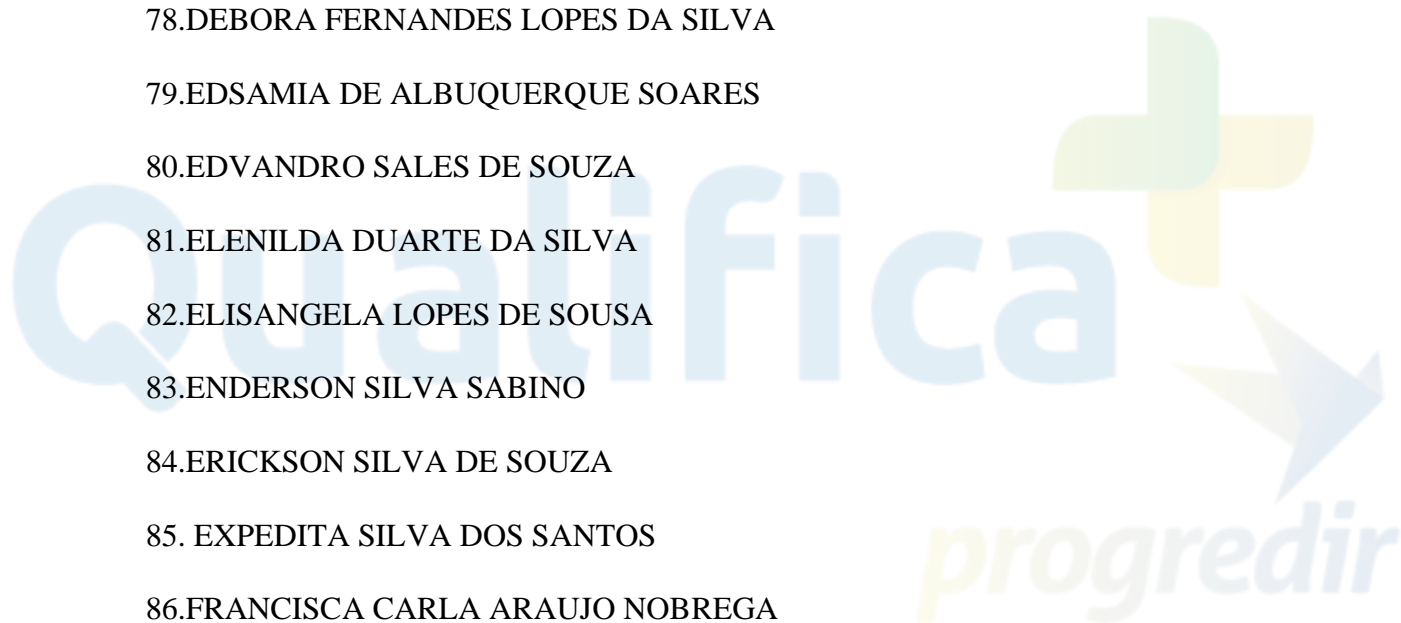 78.DEBORA FERNANDES LOPES DA SILVA
79.EDSAMIA DE ALBUQUERQUE SOARES
80.EDVANDRO SALES DE SOUZA
81.ELENILDA DUARTE DA SILVA
82.ELISANGELA LOPES DE SOUSA
83.ENDERSON SILVA SABINO
84.ERICKSON SILVA DE SOUZA
85. EXPEDITA SILVA DOS SANTOS
86.FRANCISCA CARLA ARAUJO NOBREGA
Qualifica
progredir